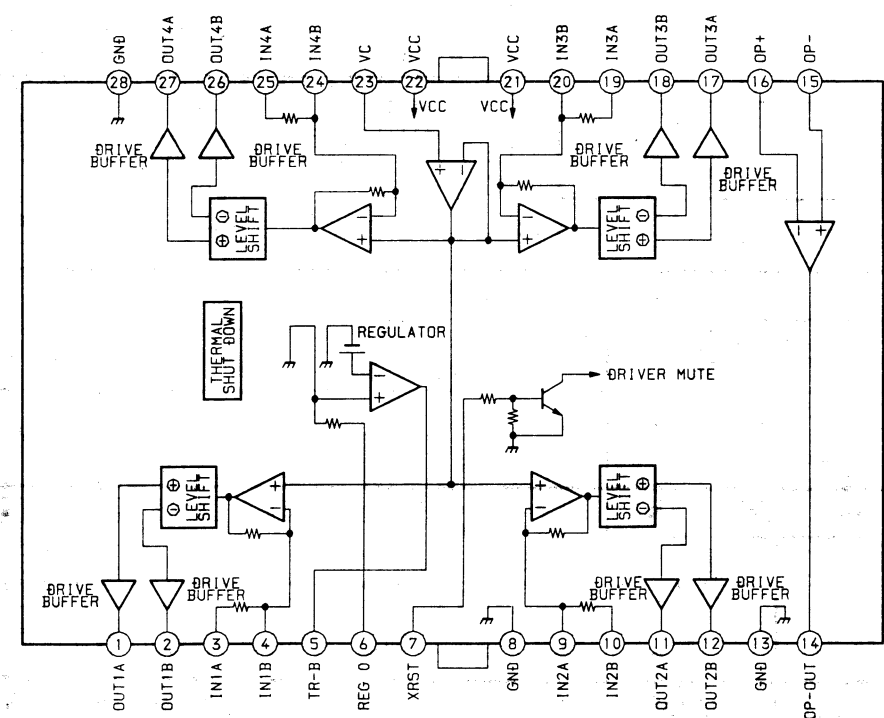 GND OUT4A OUT4B IN4A IN4B VC VCC VCC IN3B IN3A OUT3B OUT3A OP+ OP-
28 27 26 25 24 23 22 21 20 19 18 17 16 15
VCC VCC
DRIVE
BUFFER
DRIVE
BUFFER
DRIVE
BUFFER
DRIVE
BUFFER
+ -
⊖
⊕
LEVEL
SHIFT
-
+
-
+
LEVEL
SHIFT
⊖
⊕
- +
THERMAL
SHUT DOWN
REGULATOR
-
+
DRIVER MUTE
⊕
⊖
LEVEL
SHIFT
+
-
+
-
LEVEL
SHIFT
⊕
⊖
DRIVE
BUFFER
DRIVE
BUFFER
DRIVE
BUFFER
DRIVE
BUFFER
1 2 3 4 5 6 7 8 9 10 11 12 13 14
OUT1A OUT1B IN1A IN1B TR-B REG O XRST GND IN2A IN2B OUT2A OUT2B GND OP-OUT